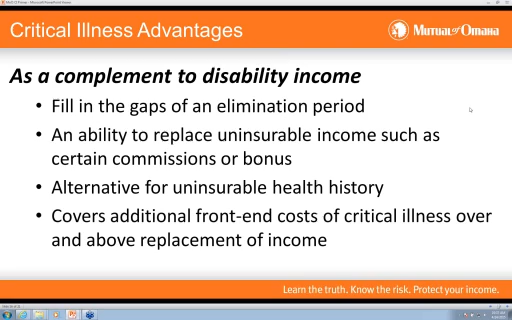 Critical Illness Advantages
MUTUAL of OMAHA
As a complement to disability income
• Fill in the gaps of an elimination period
• An ability to replace uninsurable income such as
certain commissions or bonus
• Alternative for uninsurable health history
• Covers additional front-end costs of critical illness over
and above replacement of income
Learn the truth. Know the risk. Protect your income.